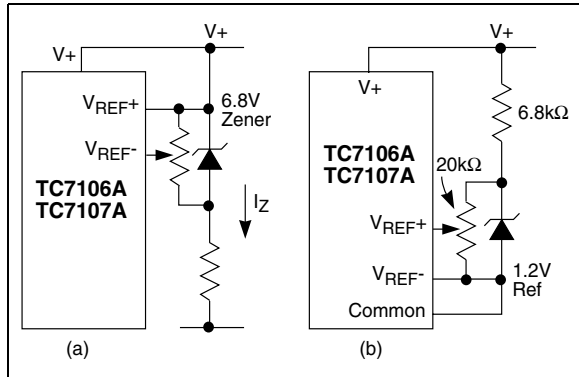 V+
V+
VREF+
VREF-
6.8V
Zener
TC7106A
TC7107A
IZ
(a)
V+
V+
6.8kΩ
TC7106A
TC7107A
20kΩ
VREF+
VREF-
1.2V
Ref
Common
(b)